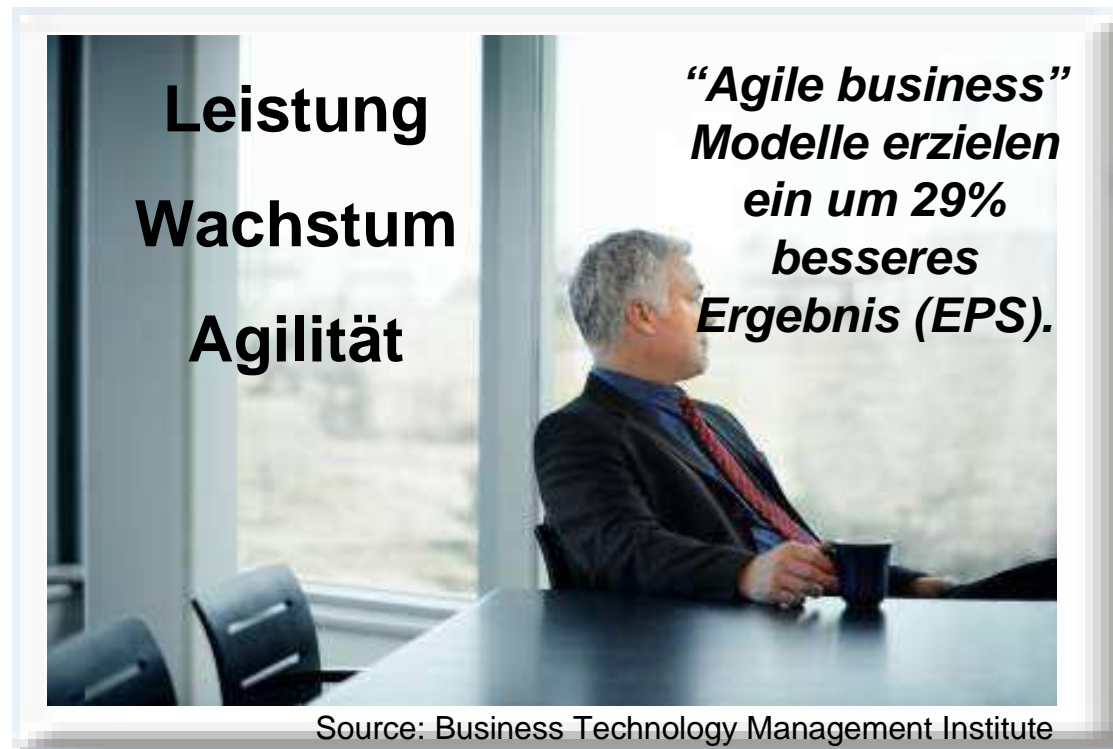 Leistung
Wachstum
Agilität
“Agile business”
Modelle erzielen
ein um 29%
besseres
Ergebnis (EPS).
Source: Business Technology Management Institute